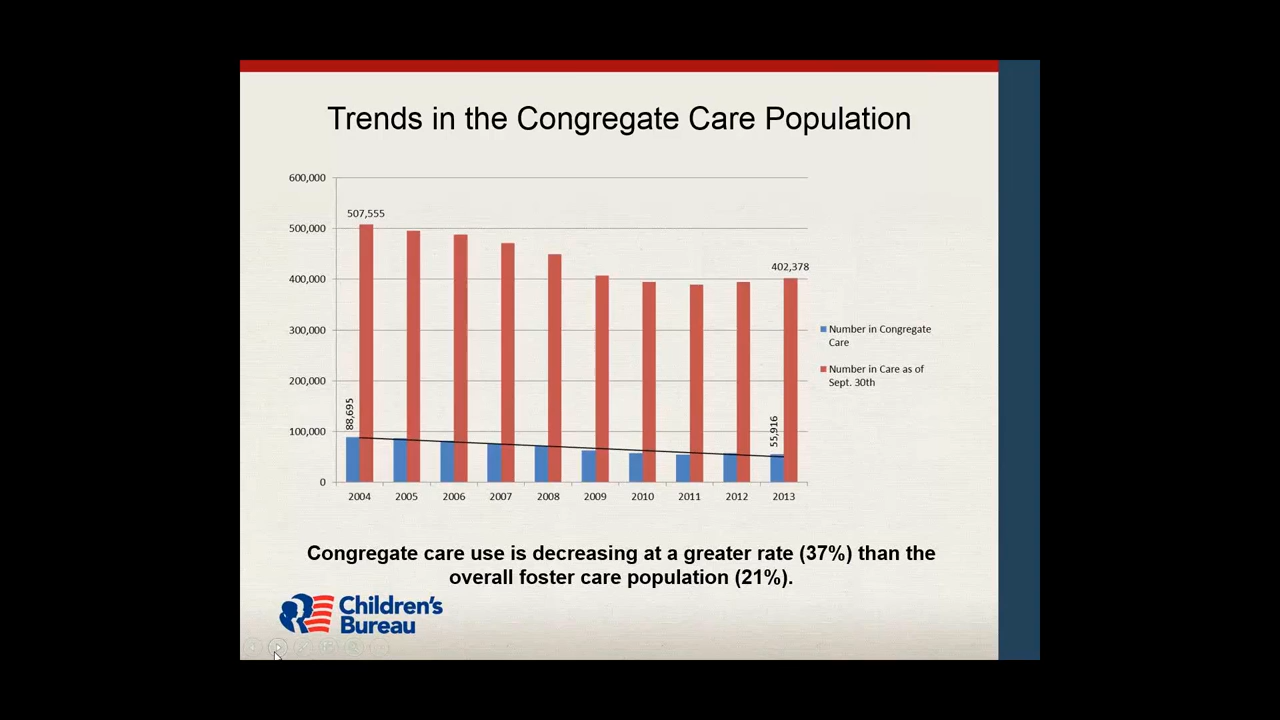 Trends in the Congregate Care Population
600,000
500,000
400,000
300,000
200,000
100,000
0
507,555
402,378
88,695
55,916
2004 2005 2006 2007 2008 2009 2010 2011 2012 2013
Number in Congregate
Care
Number in Care as of
Sept. 30th
Congregate care use is decreasing at a greater rate (37%) than the
overall foster care population (21%).
Children's
Bureau